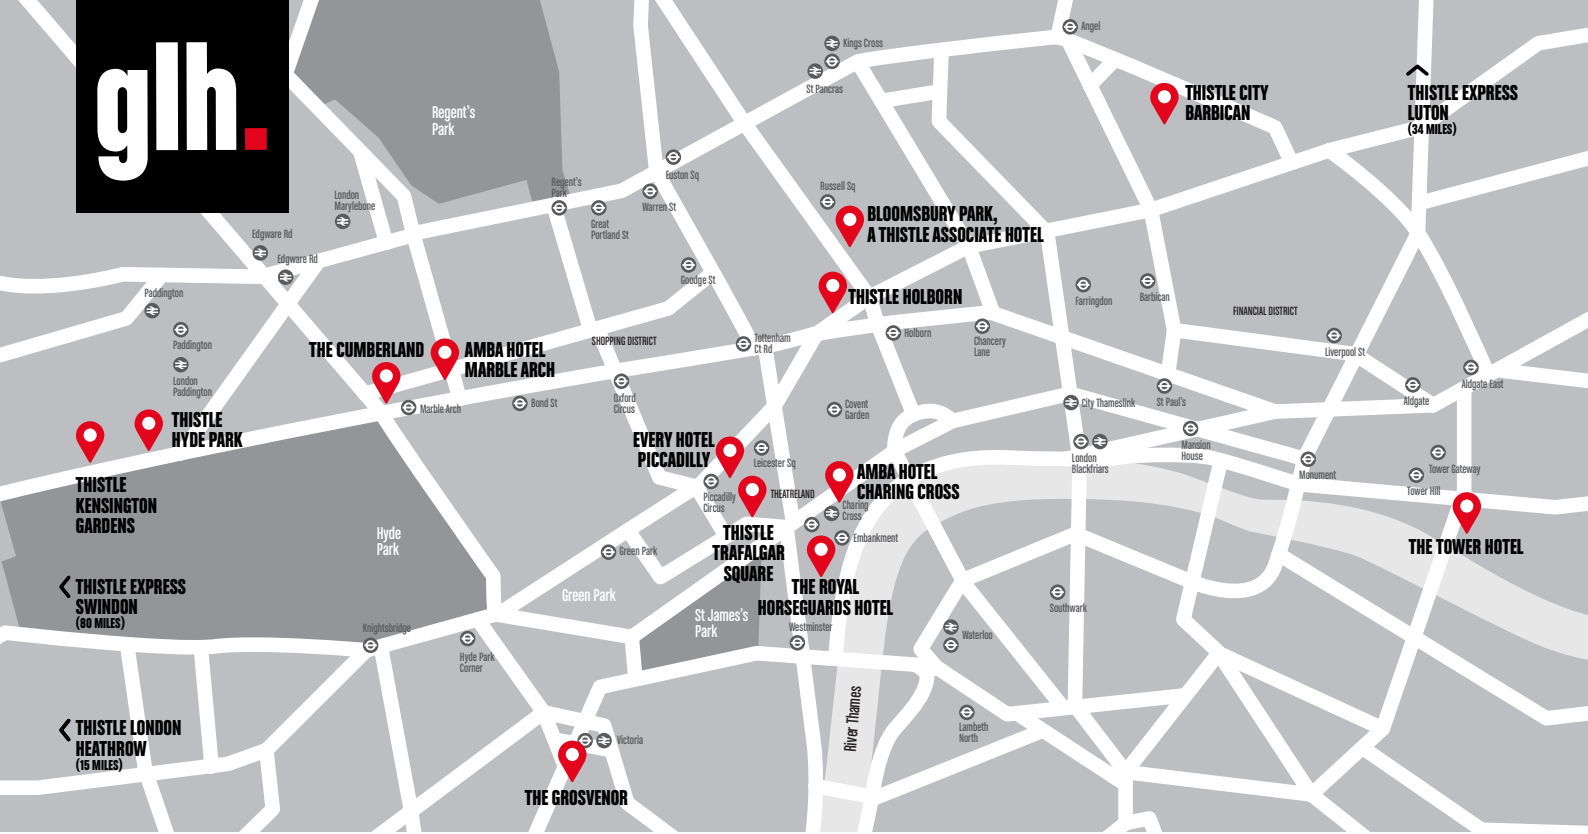 glh.
Angel
Kings Cross
St Pancras
THISTLE CITY
BARBICAN
THISTLE EXPRESS
LUTON
(34 MILES)
Regent's
Park
Euston Sq
Regent's
Park
Warren St
Great
Portland St
London
Marylebone
Edgware Rd
Edgware Rd
Russell Sq
BLOOMSBURY PARK,
A THISTLE ASSOCIATE HOTEL
Goodge St
Paddington
Paddington
London
Paddington
THISTLE HOLBORN
Farringdon
Barbican
FINANCIAL DISTRICT
Liverpool St
Holborn
Chancery
Lane
Tottenham
Ct Rd
SHOPPING DISTRICT
THE CUMBERLAND
AMBA HOTEL
MARBLE ARCH
Marble Arch
Bond St
Oxford
Circus
Covent
Garden
City Thameslink
St Paul's
Aldgate East
Aldgate
THISTLE
HYDE PARK
EVERY HOTEL
PICCADILLY
Leicester Sq
London
Blackfriars
Mansion
House
Monument
Tower Gateway
Tower Hill
THISTLE
KENSINGTON
GARDENS
Piccadilly
Circus
THEATRELAND
AMBA HOTEL
CHARING CROSS
Charing
Cross
Embankment
THISTLE
TRAFALGAR
SQUARE
THE TOWER HOTEL
Hyde
Park
Green Park
Green Park
THE ROYAL
HORSEGUARDS HOTEL
St James's
Park
Westminster
THISTLE EXPRESS
SWINDON
(80 MILES)
Knightsbridge
Hyde Park
Corner
Southwark
Waterloo
Lambeth
North
River Thames
THISTLE LONDON
HEATHROW
(15 MILES)
Victoria
THE GROSVENOR